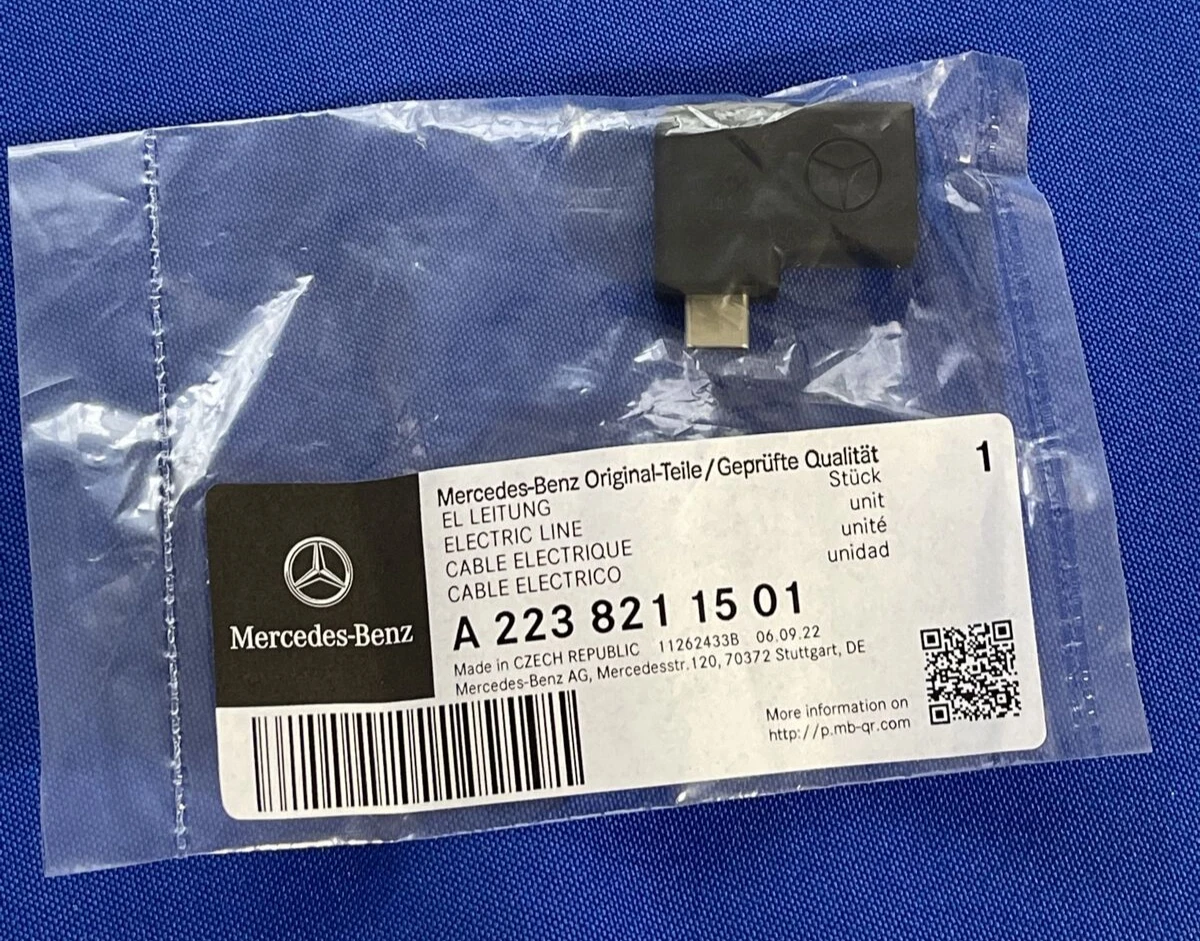 Mercedes-Benz Original-Teile/Geprüfte Qualität 1
EL LEITUNG Stück
ELECTRIC LINE unit
CABLE ELECTRIQUE unité
CABLE ELECTRICO unidad
A 223 821 15 01
Mercedes-Benz
Made in CZECH REPUBLIC 11262433B 06.09.22
Mercedes-Benz AG, Mercedesstr.120, 70372 Stuttgart, DE
More information on
http://p.mb-qr.com